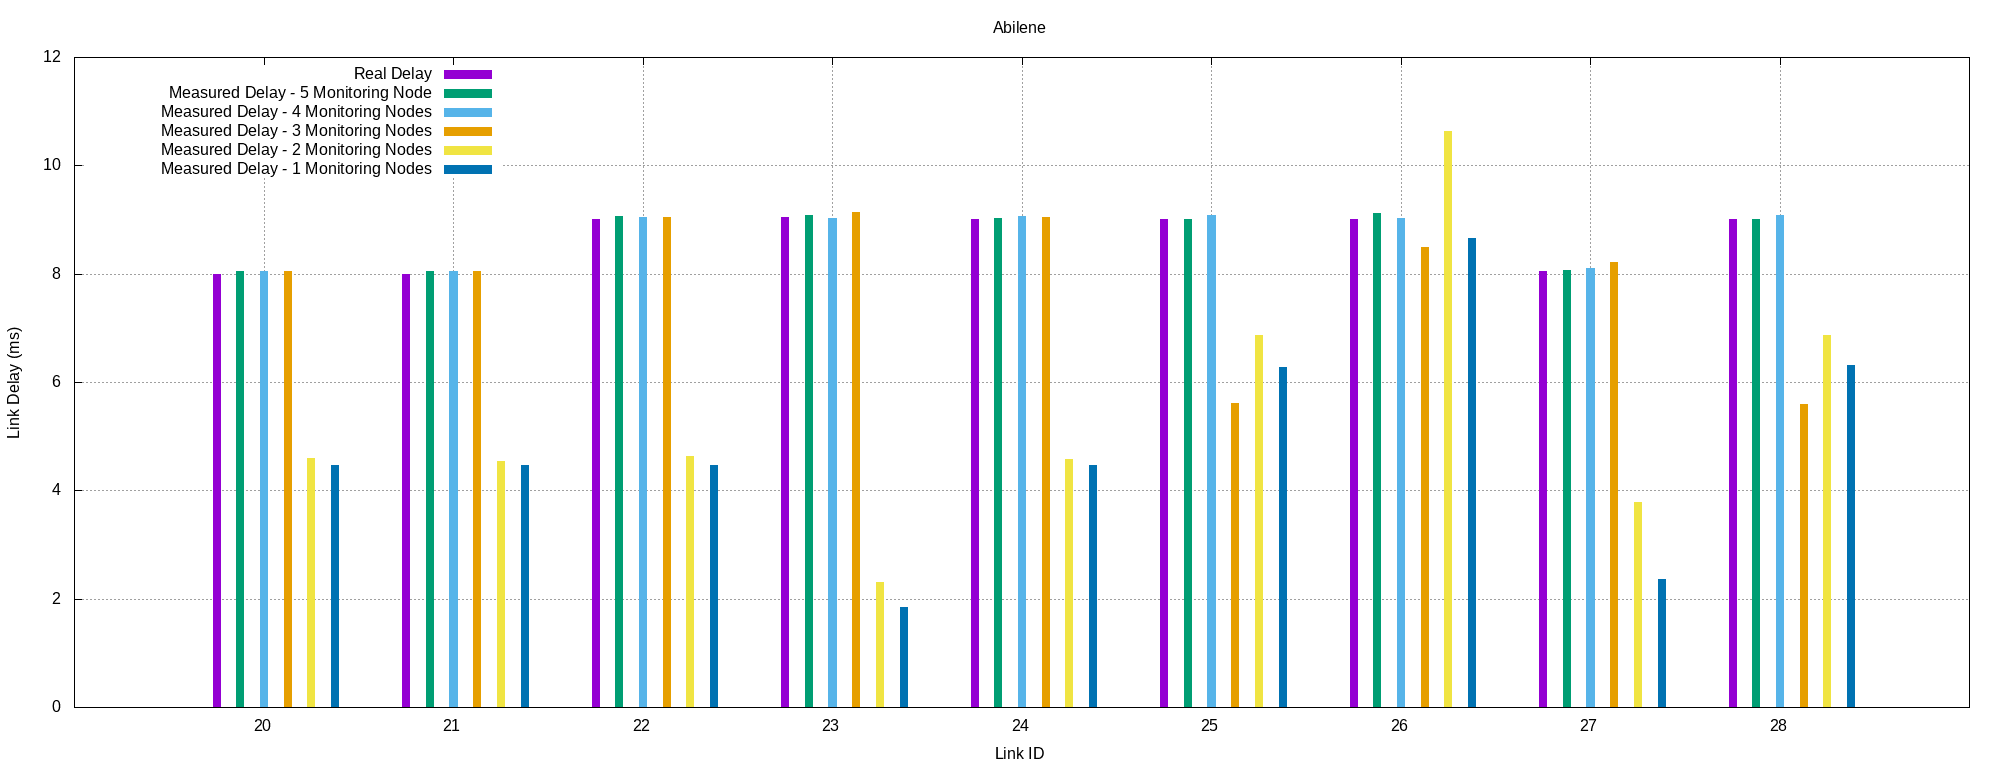 Abilene
12
10
8
6
4
2
0
Link Delay (ms)
Real Delay
Measured Delay - 5 Monitoring Node
Measured Delay - 4 Monitoring Nodes
Measured Delay - 3 Monitoring Nodes
Measured Delay - 2 Monitoring Nodes
Measured Delay - 1 Monitoring Nodes
20 21 22 23 24 25 26 27 28
Link ID